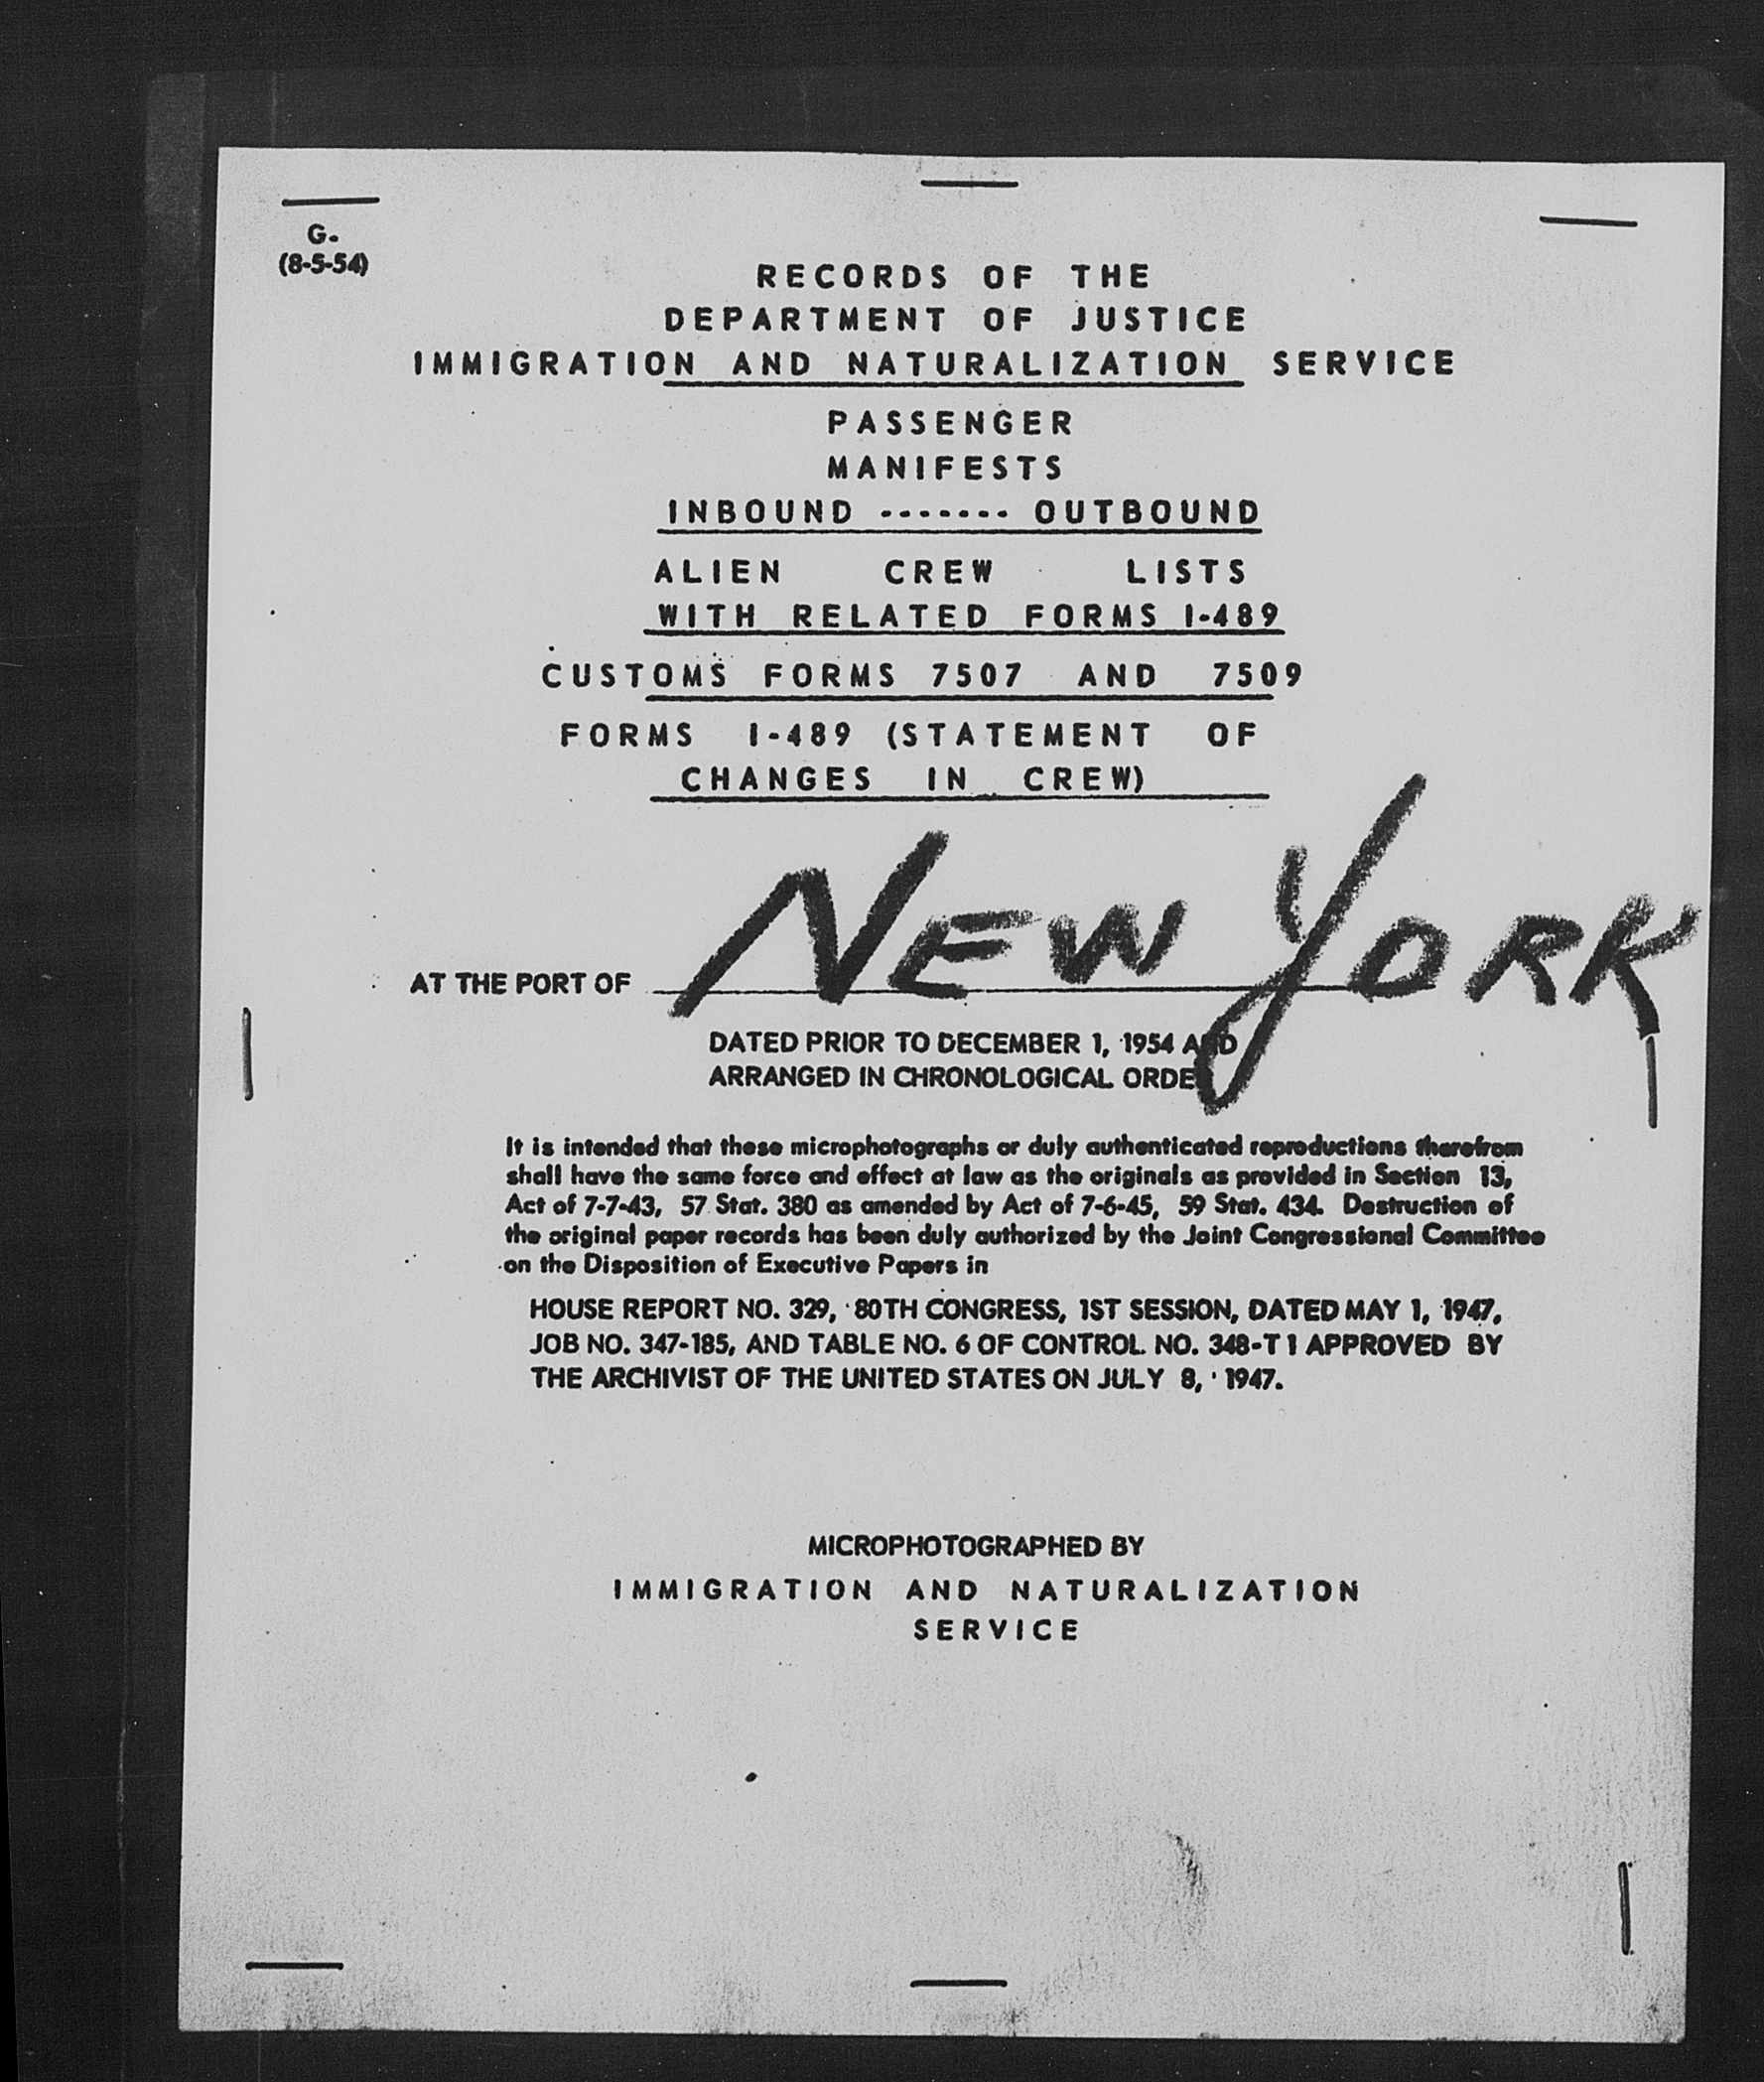 G.
(8-5-54)
RECORDS OF THE
DEPARTMENT OF JUSTICE
IMMIGRATION AND NATURALIZATION SERVICE
PASSENGER
MANIFESTS
INBOUND ------- OUTBOUND
ALIEN CREW LISTS
WITH RELATED FORMS I-489
CUSTOMS FORMS 7507 AND 7509
FORMS I-489 (STATEMENT OF
CHANGES IN CREW)
AT THE PORT OF NEW YORK
DATED PRIOR TO DECEMBER 1, 1954 AND
ARRANGED IN CHRONOLOGICAL ORDER
It is intended that these microphotographs or duly authenticated reproductions therefrom
shall have the same force and effect at law as the originals as provided in Section 13,
Act of 7-7-43, 57 Stat. 380 as amended by Act of 7-6-45, 59 Stat. 434. Destruction of
the original paper records has been duly authorized by the Joint Congressional Committee
on the Disposition of Executive Papers in
HOUSE REPORT NO. 329, 80TH CONGRESS, 1ST SESSION, DATED MAY 1, 1947,
JOB NO. 347-185, AND TABLE NO. 6 OF CONTROL NO. 348-T1 APPROVED BY
THE ARCHIVIST OF THE UNITED STATES ON JULY 8, 1947.
MICROPHOTOGRAPHED BY
IMMIGRATION AND NATURALIZATION
SERVICE